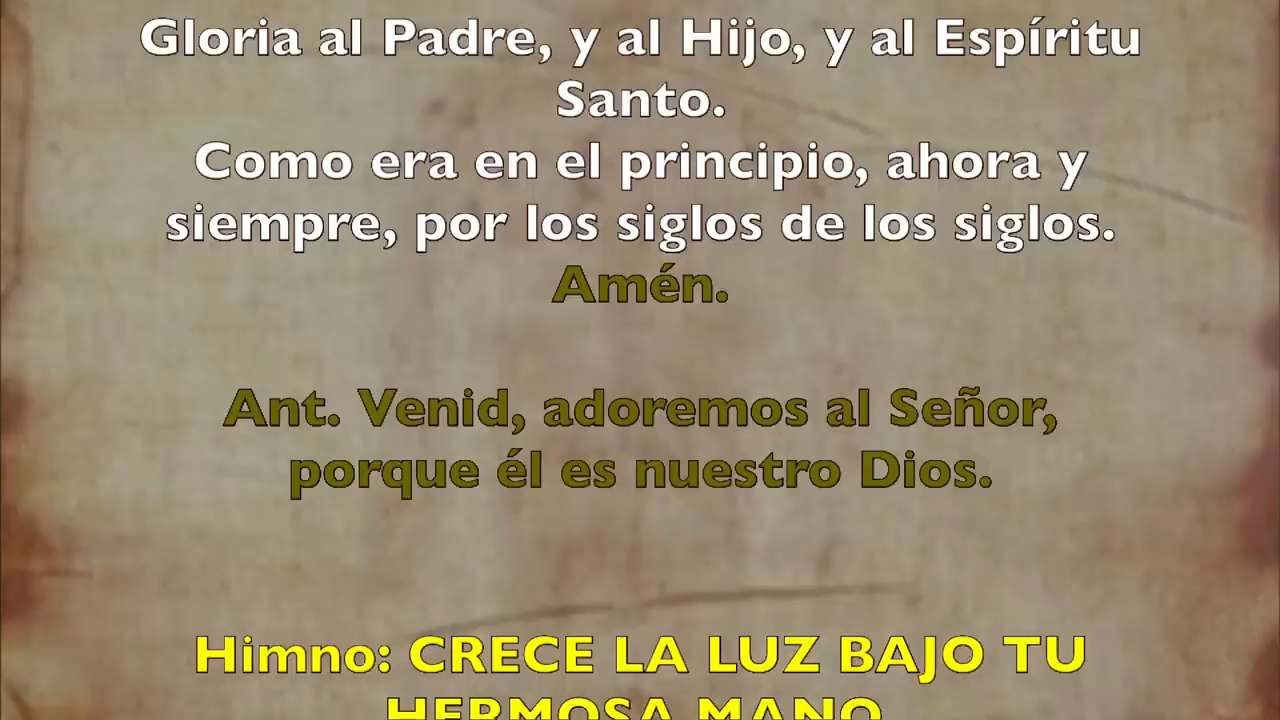 Gloria al Padre, y al Hijo, y al Espíritu
Santo.
Como era en el principio, ahora y
siempre, por los siglos de los siglos.
Amén.
Ant. Venid, adoremos al Señor,
porque él es nuestro Dios.
Himno: CRECE LA LUZ BAJO TU
HERMOSA MANO